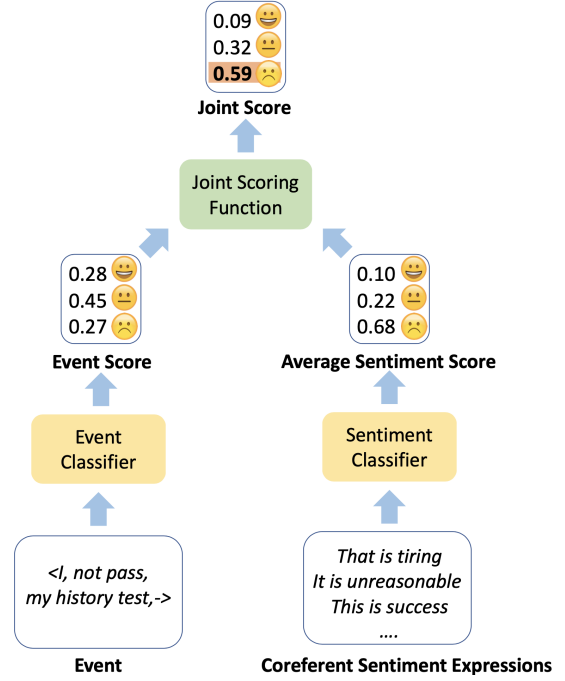 0.09
0.32
0.59
Joint Score
Joint Scoring
Function
0.28
0.45
0.27
Event Score
0.10
0.22
0.68
Average Sentiment Score
Event
Classifier
Sentiment
Classifier
<I, not pass,
my history test,->
Event
That is tiring
It is unreasonable
This is success
....
Coreferent Sentiment Expressions